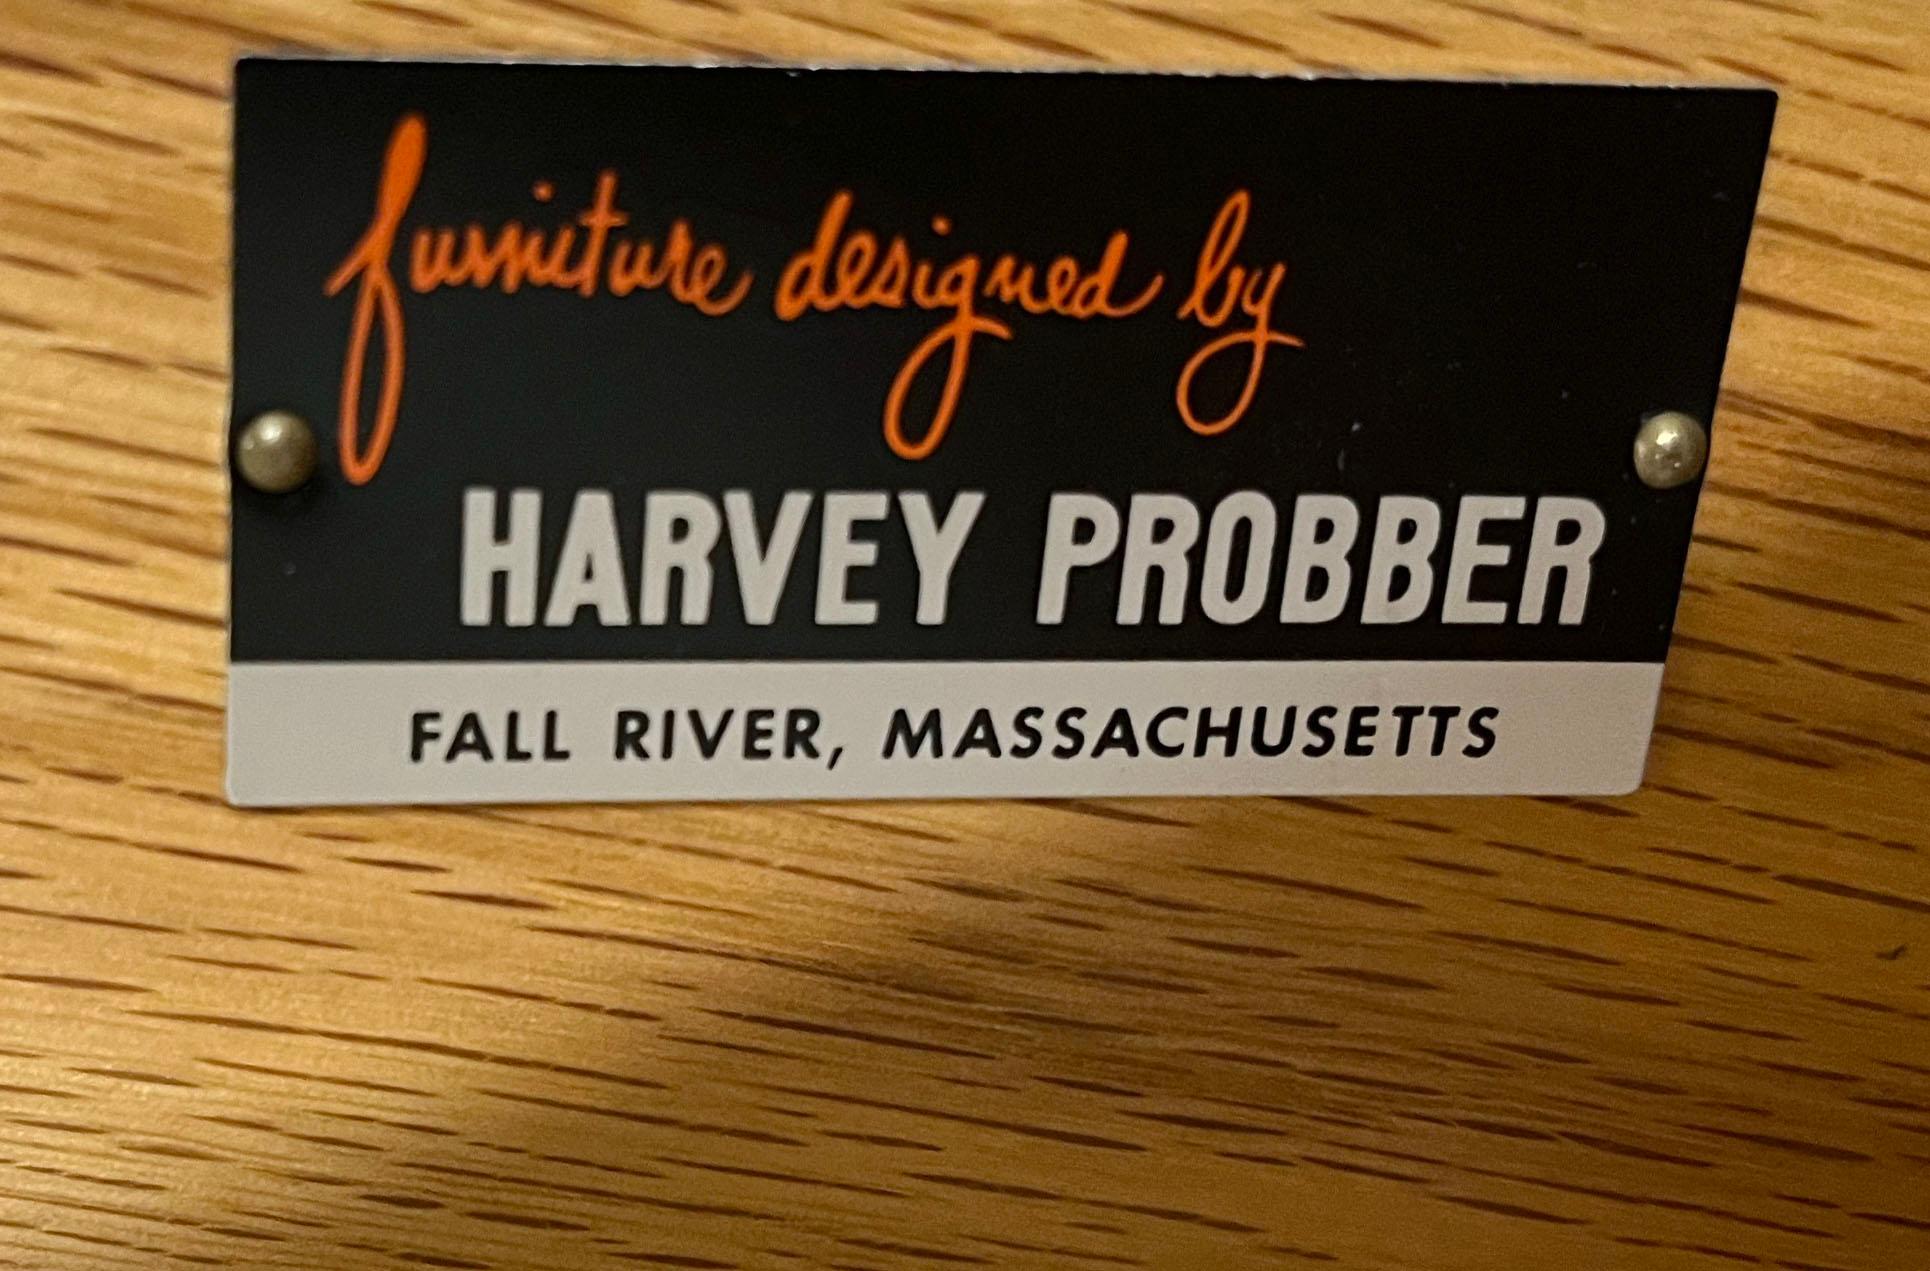 furniture designed by
HARVEY PROBBER
FALL RIVER, MASSACHUSETTS